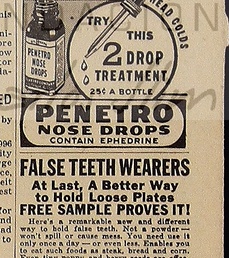 HEAD COLDS
TRY
THIS
2 DROP
TREATMENT
25¢ A BOTTLE
PENETRO
NOSE DROPS
PENETRO
NOSE DROPS
CONTAIN EPHEDRINE
FALSE TEETH WEARERS
At Last, A Better Way
to Hold Loose Plates
FREE SAMPLE PROVES IT!
Here's a remarkable new and different
way to hold false teeth. Not a powder—
won't spill or cause mess. You need use it
only once a day—or even less. Enables you
to eat such foods as steak, bread and corn.